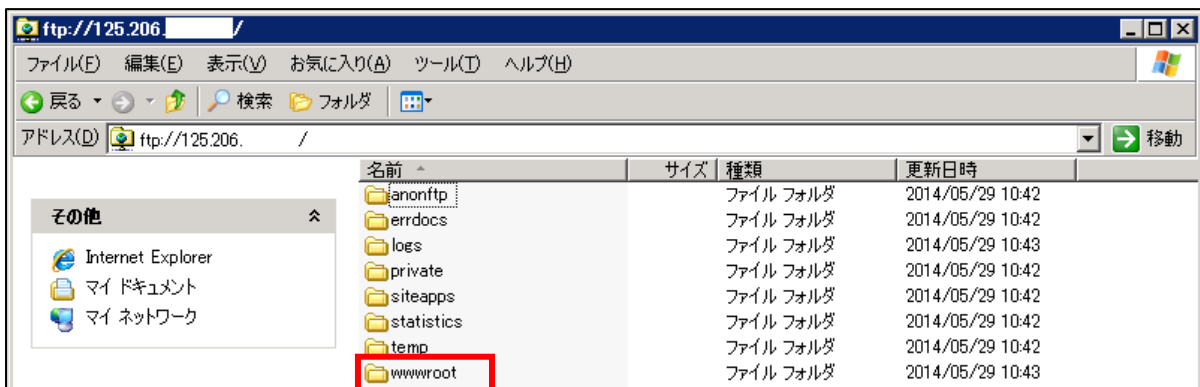 ftp://125.206. /
ファイル(F) 編集(E) 表示(V) お気に入り(A) ツール(T) ヘルプ(H)
戻る 検索 フォルダ
アドレス(D) ftp://125.206. / 移動
名前 サイズ 種類 更新日時
anonftp ファイル フォルダ 2014/05/29 10:42
その他
errdocs ファイル フォルダ 2014/05/29 10:42
logs ファイル フォルダ 2014/05/29 10:43
Internet Explorer
private ファイル フォルダ 2014/05/29 10:42
マイ ドキュメント
siteapps ファイル フォルダ 2014/05/29 10:42
マイ ネットワーク
statistics ファイル フォルダ 2014/05/29 10:42
temp ファイル フォルダ 2014/05/29 10:42
wwwroot ファイル フォルダ 2014/05/29 10:43